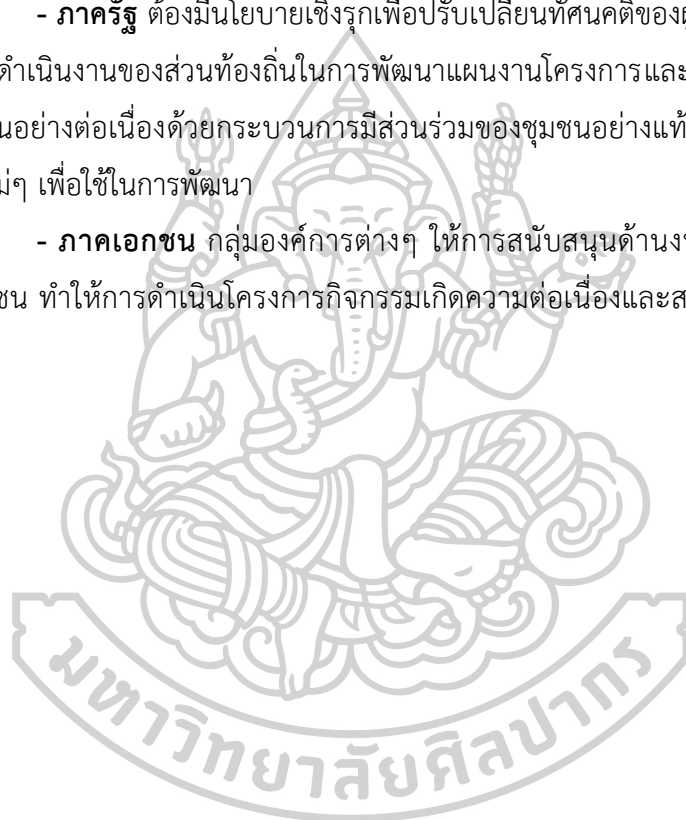 - ภาครัฐ ต้องมีนโยบายเชิงรุกเพื่อปรับเปลี่ยนทัศนคติของ
ดำเนินงานของส่วนท้องถิ่นในการพัฒนาแผนงานโครงการและ
นอย่างต่อเนื่องด้วยกระบวนการมีส่วนร่วมของชุมชนอย่างแท้
ม่ๆ เพื่อใช้ในการพัฒนา
- ภาคเอกชน กลุ่มองค์การต่างๆ ให้การสนับสนุนด้านง
ชน ทำให้การดำเนินโครงการกิจกรรมเกิดความต่อเนื่องและส
มหาวิทยาลัยศิลปากร